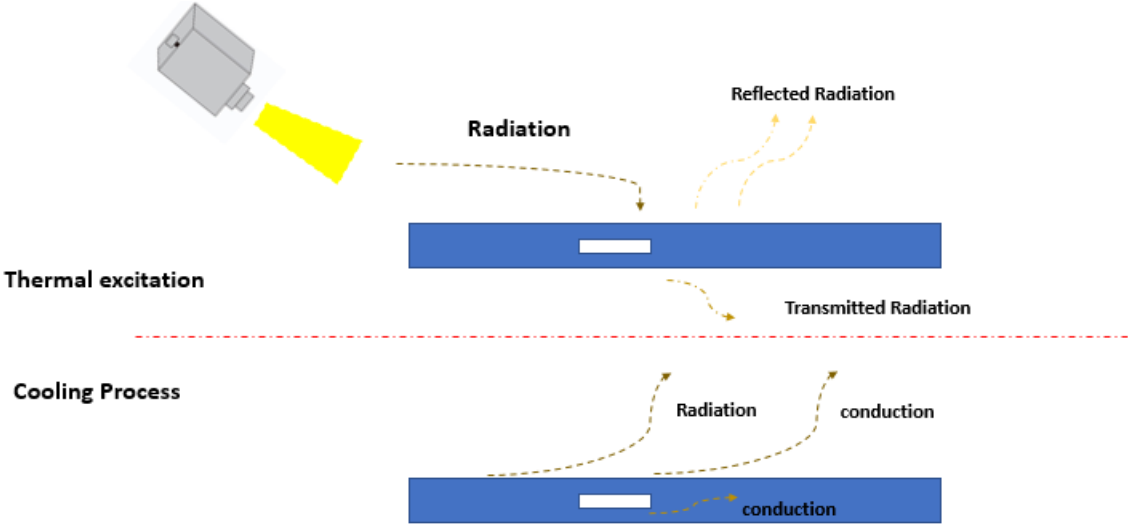 Reflected Radiation
Radiation
Thermal excitation
Transmitted Radiation
Cooling Process
Radiation
conduction
conduction